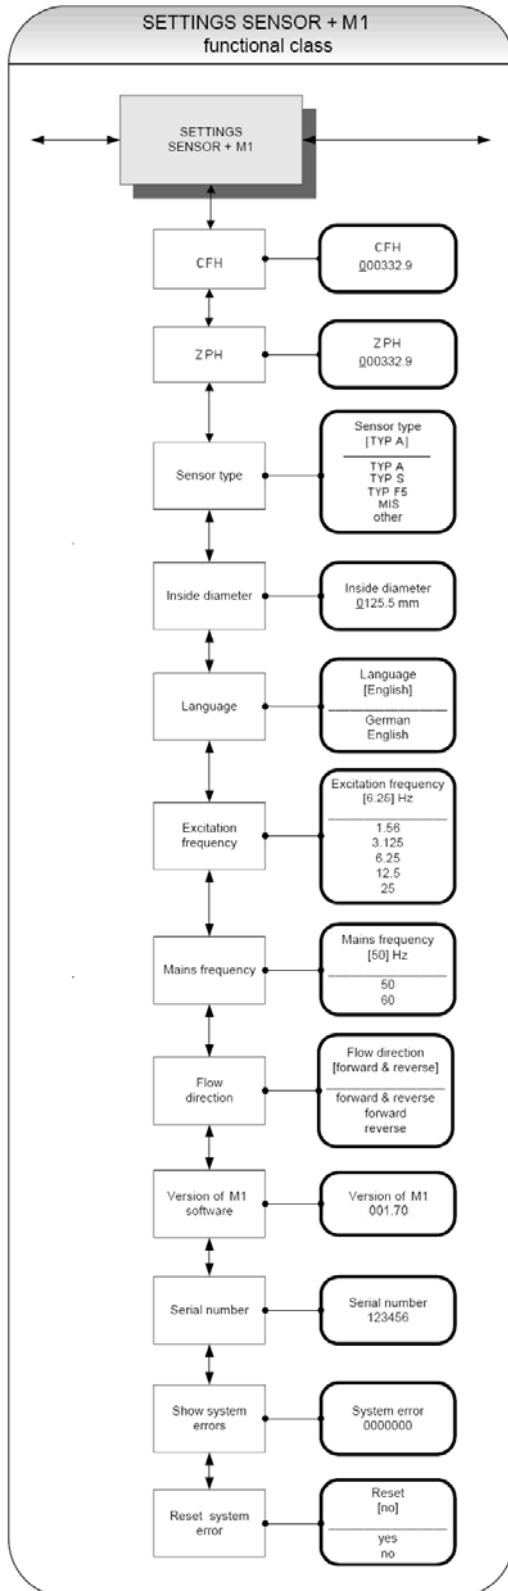 SETTINGS SENSOR + M1
functional class
SETTINGS
SENSOR + M1
CFH
CFH
000332.9
ZPH
ZPH
000332.9
Sensor type
Sensor type
[TYP A]
TYP A
TYP S
TYP F5
MIS
other
Inside diameter
Inside diameter
0125.5 mm
Language
Language
[English]
German
English
Excitation
frequency
Excitation frequency
[6.25] Hz
1.56
3.125
6.25
12.5
25
Mains frequency
Mains frequency
[50] Hz
50
60
Flow
direction
Flow direction
[forward & reverse]
forward & reverse
forward
reverse
Version of M1
software
Version of M1
001.70
Serial number
Serial number
123456
Show system
errors
System error
0000000
Reset system
error
Reset
[no]
yes
no